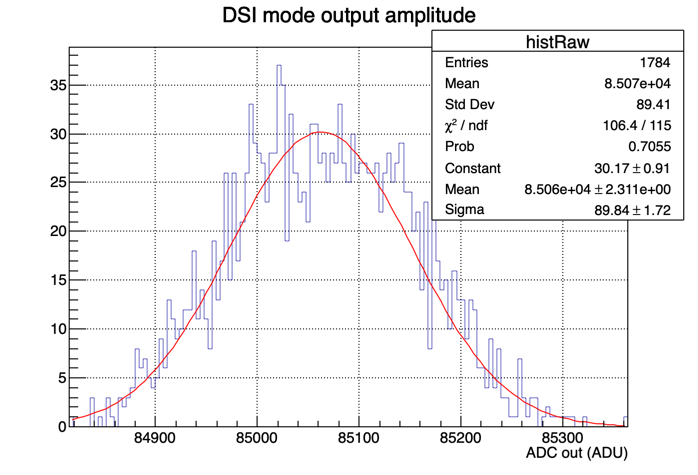 DSI mode output amplitude
histRaw
Entries 1784
Mean 8.507e+04
Std Dev 89.41
χ² / ndf 106.4 / 115
Prob 0.7055
Constant 30.17 ± 0.91
Mean 8.506e+04 ± 2.311e+00
Sigma 89.84 ± 1.72
35
30
25
20
15
10
5
0
84900 85000 85100 85200 85300
ADC out (ADU)